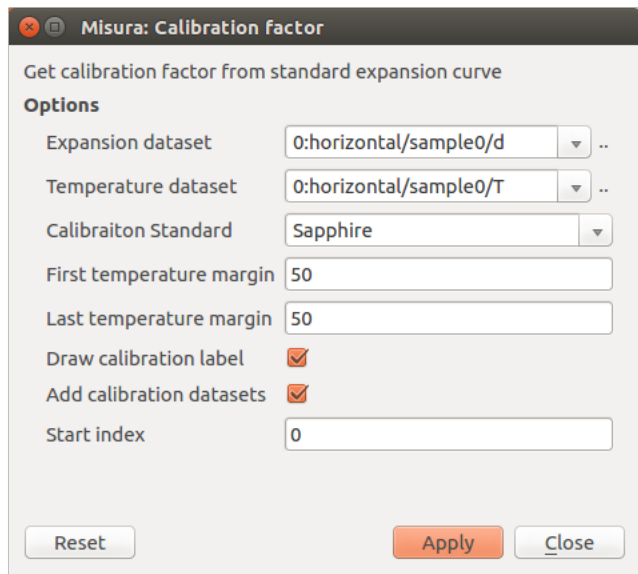 Misura: Calibration factor
Get calibration factor from standard expansion curve
Options
Expansion dataset 0:horizontal/sample0/d ..
Temperature dataset 0:horizontal/sample0/T ..
Calibraiton Standard Sapphire
First temperature margin 50
Last temperature margin 50
Draw calibration label
Add calibration datasets
Start index 0
Reset Apply Close